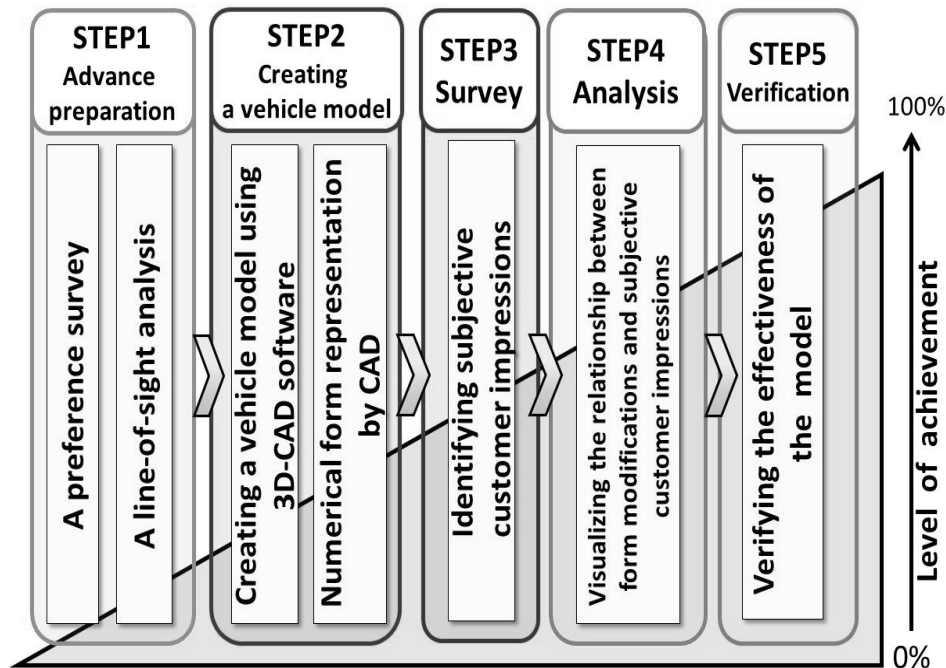 STEP1
Advance
preparation
STEP2
Creating
a vehicle model
STEP3
Survey
STEP4
Analysis
STEP5
Verification
A preference survey
A line-of-sight analysis
Creating a vehicle model using
3D-CAD software
Numerical form representation
by CAD
Identifying subjective
customer impressions
Visualizing the relationship between
form modifications and subjective
customer impressions
Verifying the effectiveness of
the model
100%
Level of achievement
0%